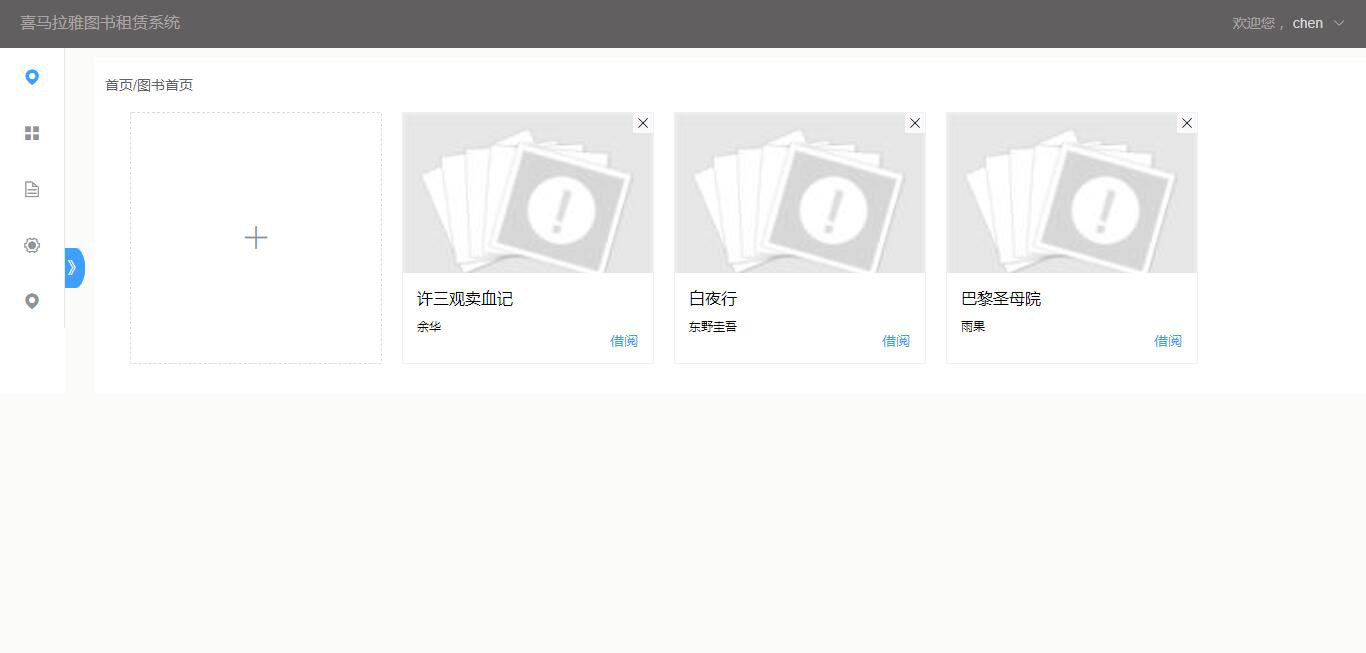 喜马拉雅图书租赁系统
欢迎您， chen
首页/图书首页
许三观卖血记
余华
借阅
白夜行
东野圭吾
借阅
巴黎圣母院
雨果
借阅